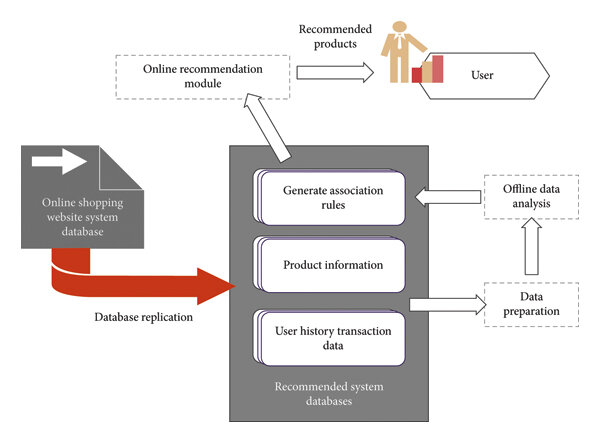 Recommended
products
Online recommendation
module
User
Online shopping
website system
database
Generate association
rules
Offline data
analysis
Product information
Database replication
Data
preparation
User history transaction
data
Recommended system
databases